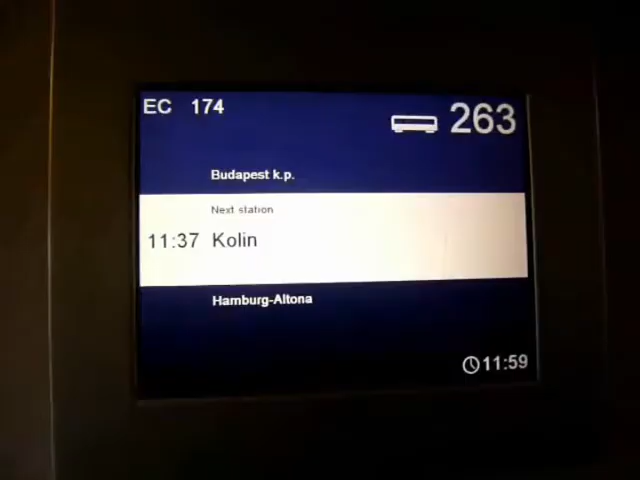 EC 174
263
Budapest k.p.
Next station
11:37 Kolin
Hamburg-Altona
11:59